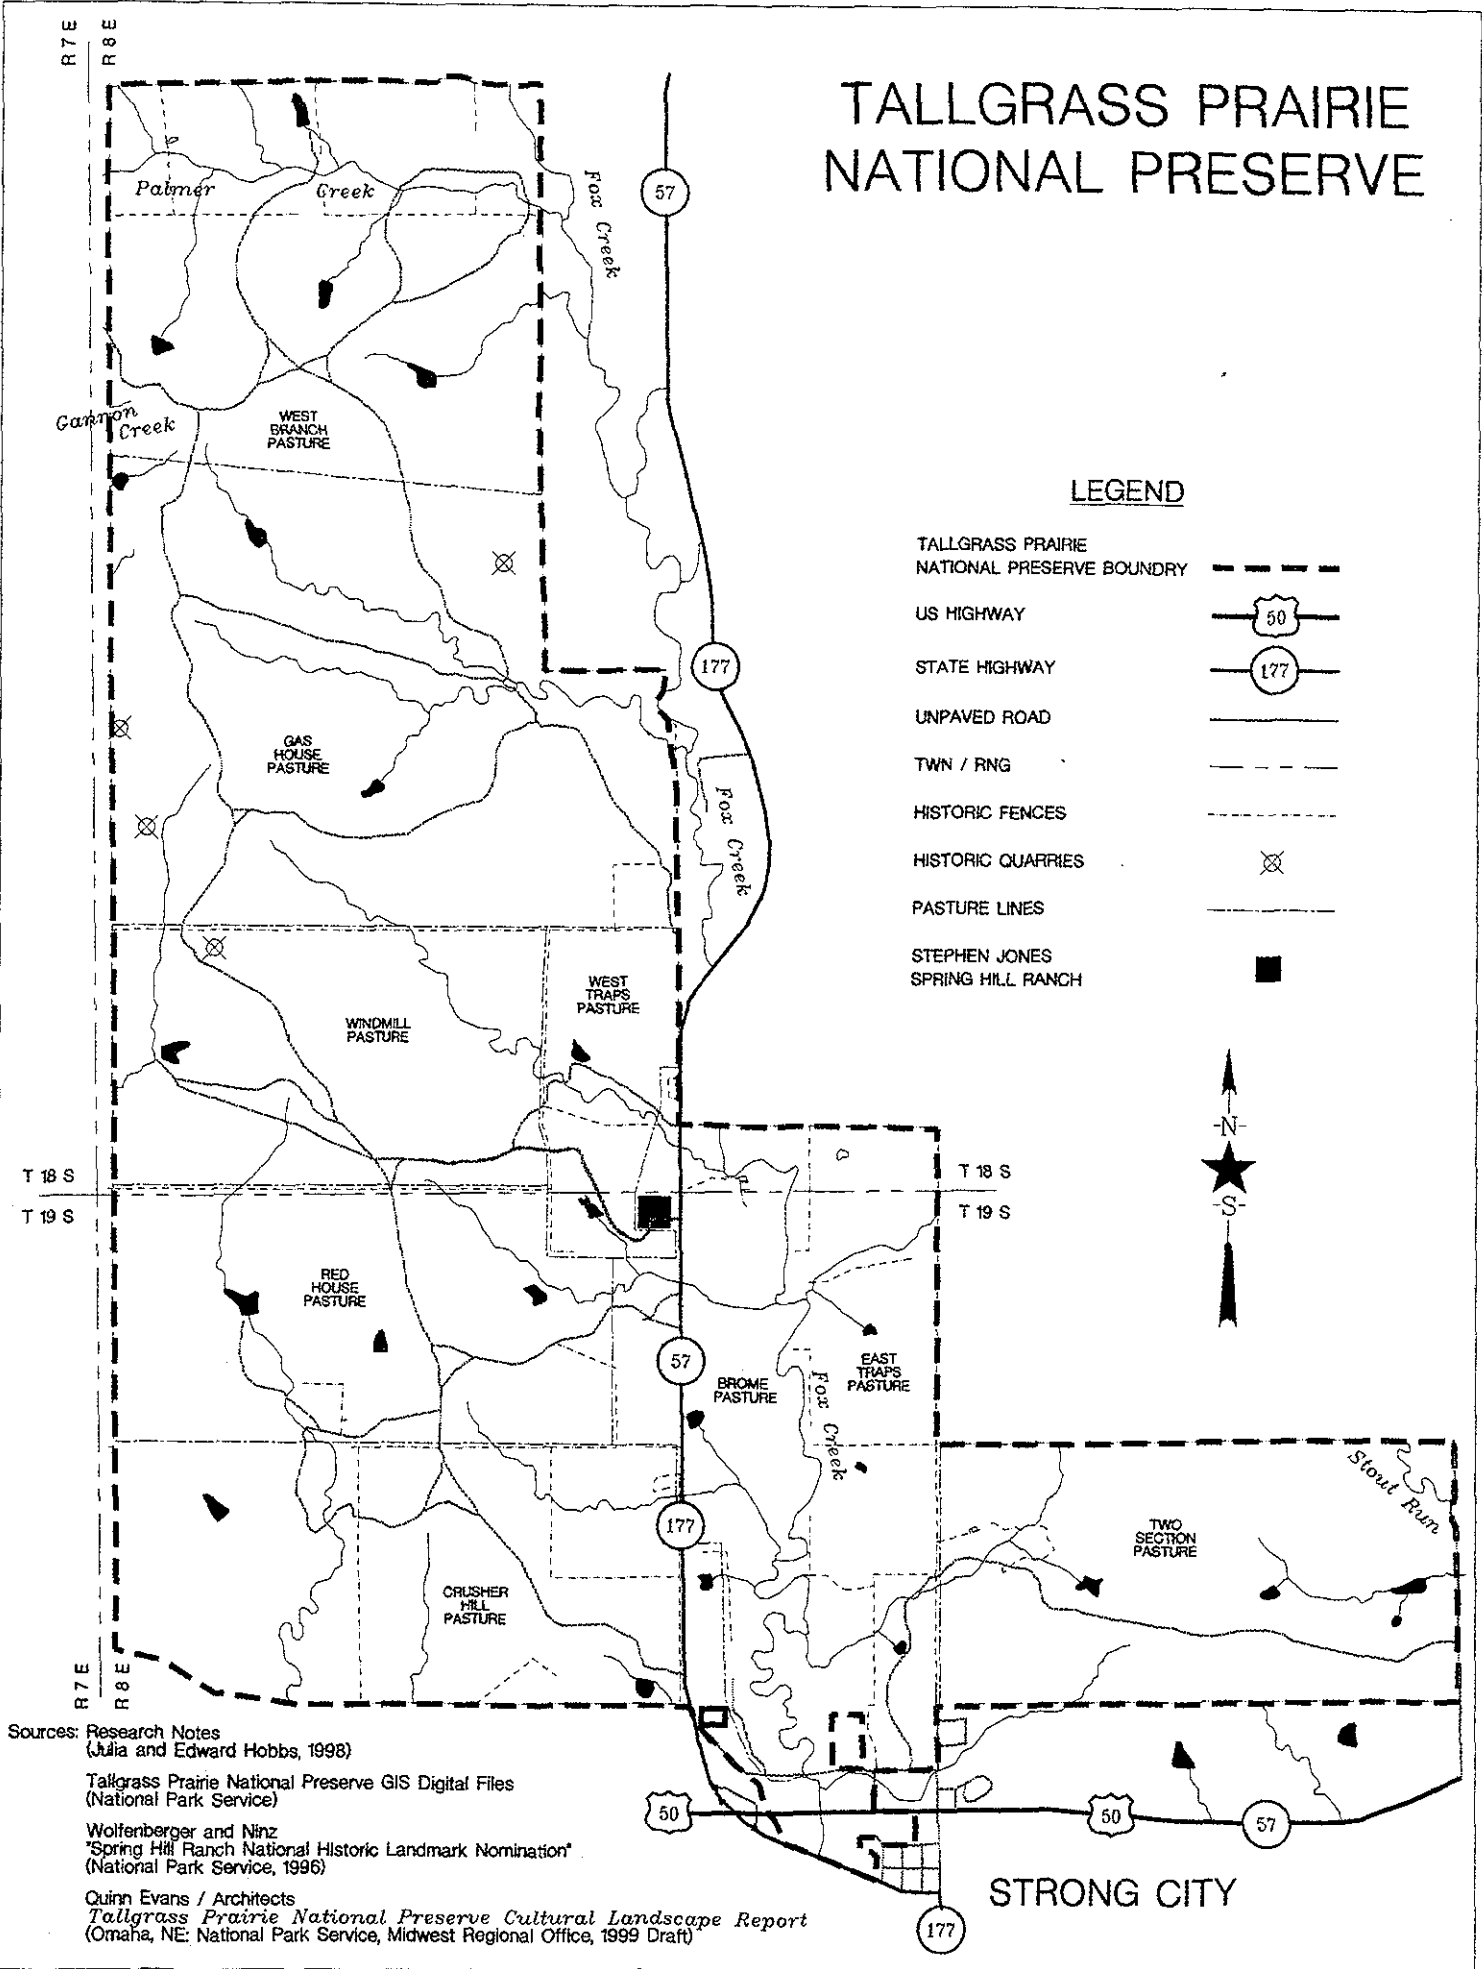 R7E
R8E
TALLGRASS PRAIRIE
NATIONAL PRESERVE
Palmer Creek
Fox Creek
57
Gannon
Creek
WEST
BRANCH
PASTURE
LEGEND
TALLGRASS PRAIRIE
NATIONAL PRESERVE BOUNDRY
US HIGHWAY
50
STATE HIGHWAY
177
UNPAVED ROAD
TWN / RNG
HISTORIC FENCES
HISTORIC QUARRIES
PASTURE LINES
STEPHEN JONES
SPRING HILL RANCH
177
GAS
HOUSE
PASTURE
Fox Creek
WEST
TRAPS
PASTURE
WINDMILL
PASTURE
-N-
-S-
T 18 S
T 19 S
T 18 S
T 19 S
RED
HOUSE
PASTURE
57
BROME
PASTURE
EAST
TRAPS
PASTURE
Fox Creek
Stout Run
177
TWO
SECTION
PASTURE
CRUSHER
HILL
PASTURE
R7E
R8E
Sources: Research Notes
(Julia and Edward Hobbs, 1998)
Tallgrass Prairie National Preserve GIS Digital Files
(National Park Service)
Wolfenberger and Ninz
"Spring Hill Ranch National Historic Landmark Nomination"
(National Park Service, 1996)
Quinn Evans / Architects
Tallgrass Prairie National Preserve Cultural Landscape Report
(Omaha, NE: National Park Service, Midwest Regional Office, 1999 Draft)
50
50
57
STRONG CITY
177